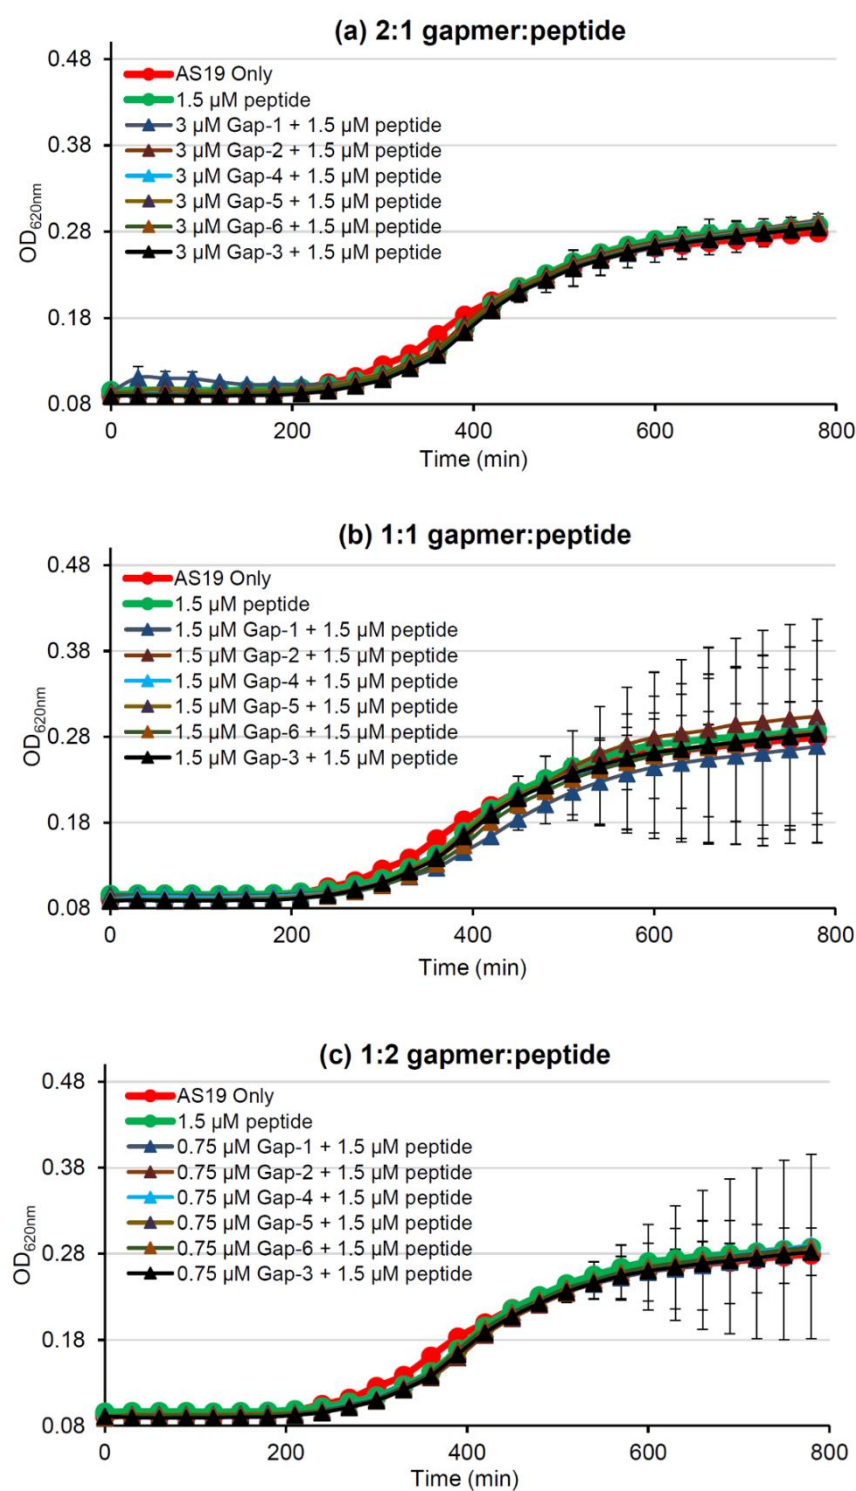 (a) 2:1 gapmer:peptide
0.48
AS19 Only
1.5 µM peptide
3 µM Gap-1 + 1.5 µM peptide
0.38
3 µM Gap-2 + 1.5 µM peptide
3 µM Gap-4 + 1.5 µM peptide
3 µM Gap-5 + 1.5 µM peptide
3 µM Gap-6 + 1.5 µM peptide
0.28
3 µM Gap-3 + 1.5 µM peptide
OD620nm
0.18
0.08
0 200 400 600 800
Time (min)
(b) 1:1 gapmer:peptide
0.48
AS19 Only
1.5 µM peptide
1.5 µM Gap-1 + 1.5 µM peptide
0.38
1.5 µM Gap-2 + 1.5 µM peptide
1.5 µM Gap-4 + 1.5 µM peptide
1.5 µM Gap-5 + 1.5 µM peptide
1.5 µM Gap-6 + 1.5 µM peptide
0.28
1.5 µM Gap-3 + 1.5 µM peptide
OD620nm
0.18
0.08
0 200 400 600 800
Time (min)
(c) 1:2 gapmer:peptide
0.48
AS19 Only
1.5 µM peptide
0.75 µM Gap-1 + 1.5 µM peptide
0.38
0.75 µM Gap-2 + 1.5 µM peptide
0.75 µM Gap-4 + 1.5 µM peptide
0.75 µM Gap-5 + 1.5 µM peptide
0.75 µM Gap-6 + 1.5 µM peptide
0.28
0.75 µM Gap-3 + 1.5 µM peptide
OD620nm
0.18
0.08
0 200 400 600 800
Time (min)